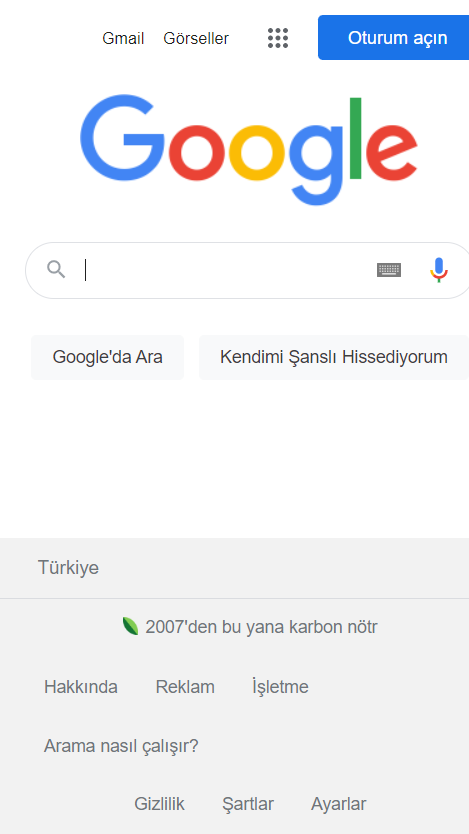 Gmail Görseller Oturum açın
Google
Google'da Ara Kendimi Şanslı Hissediyorum
Türkiye
2007'den bu yana karbon nötr
Hakkında Reklam İşletme
Arama nasıl çalışır?
Gizlilik Şartlar Ayarlar